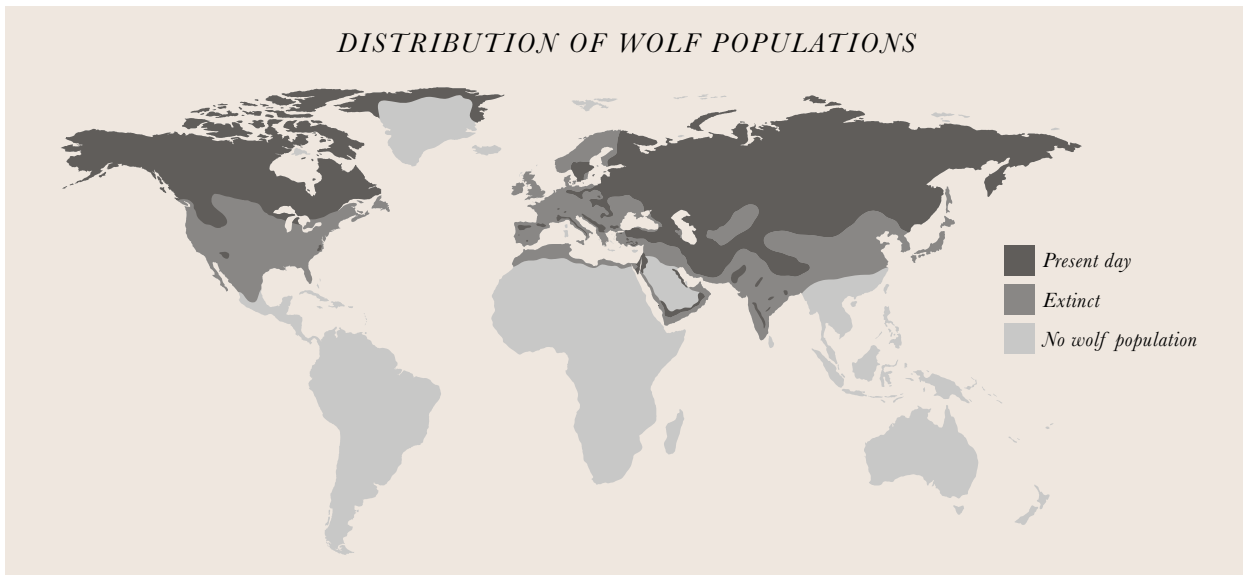 DISTRIBUTION OF WOLF POPULATIONS
Present day
Extinct
No wolf population